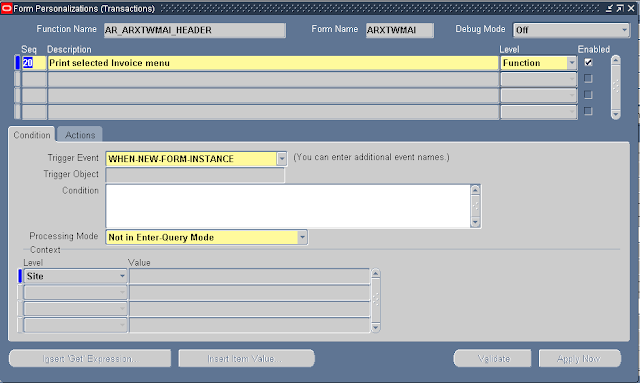 Form Personalizations (Transactions)
Function Name AR_ARXTWMAI_HEADER Form Name ARXTWMAI Debug Mode Off
Seq Description Level Enabled
20 Print selected Invoice menu Function
Condition Actions
Trigger Event WHEN-NEW-FORM-INSTANCE (You can enter additional event names.)
Trigger Object
Condition
Processing Mode Not in Enter-Query Mode
Context
Level Value
Site
Insert 'Get' Expression... Insert Item Value... Validate Apply Now